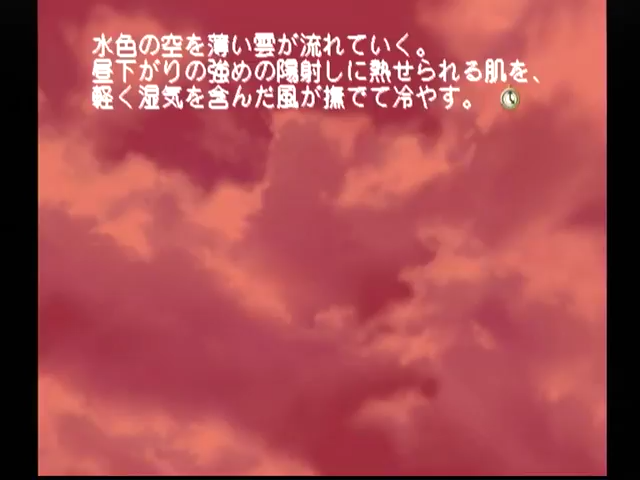 水色の空を薄い雲が流れていく。
昼下がりの強めの陽射しに熱せられる肌を、
軽く湿気を含んだ風が撫でて冷やす。